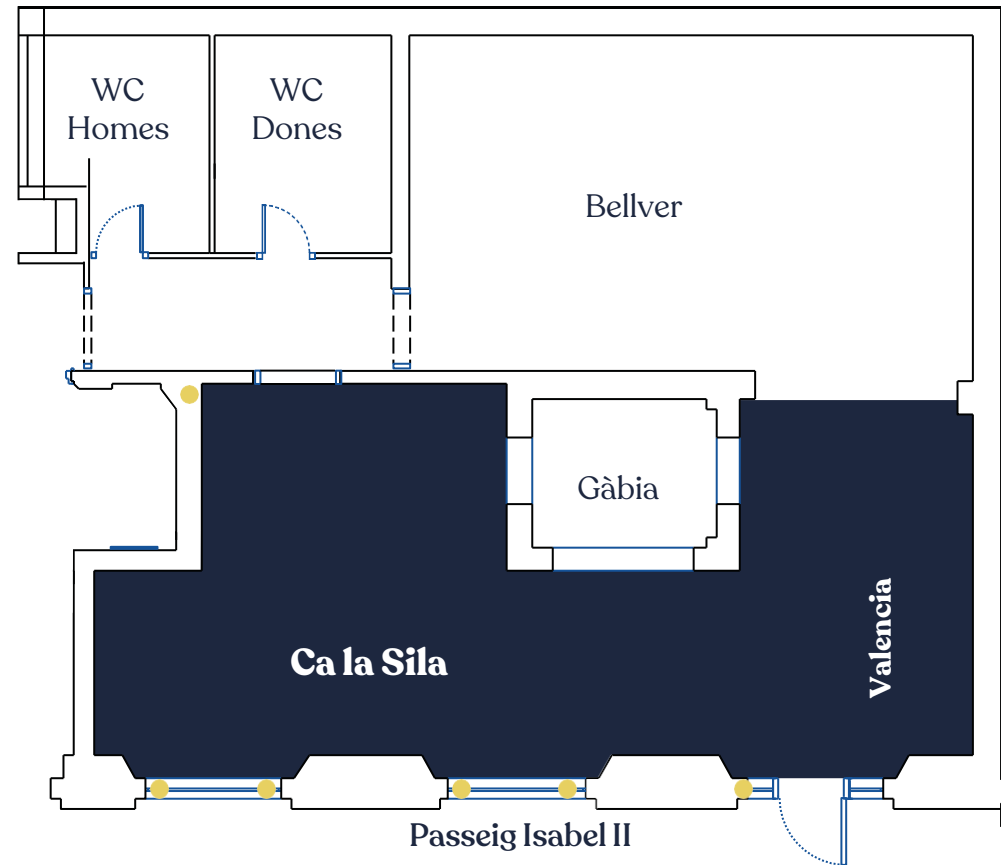 WC
Homes
WC
Dones
Bellver
Gàbia
Ca la Sila
Valencia
Passeig Isabel II